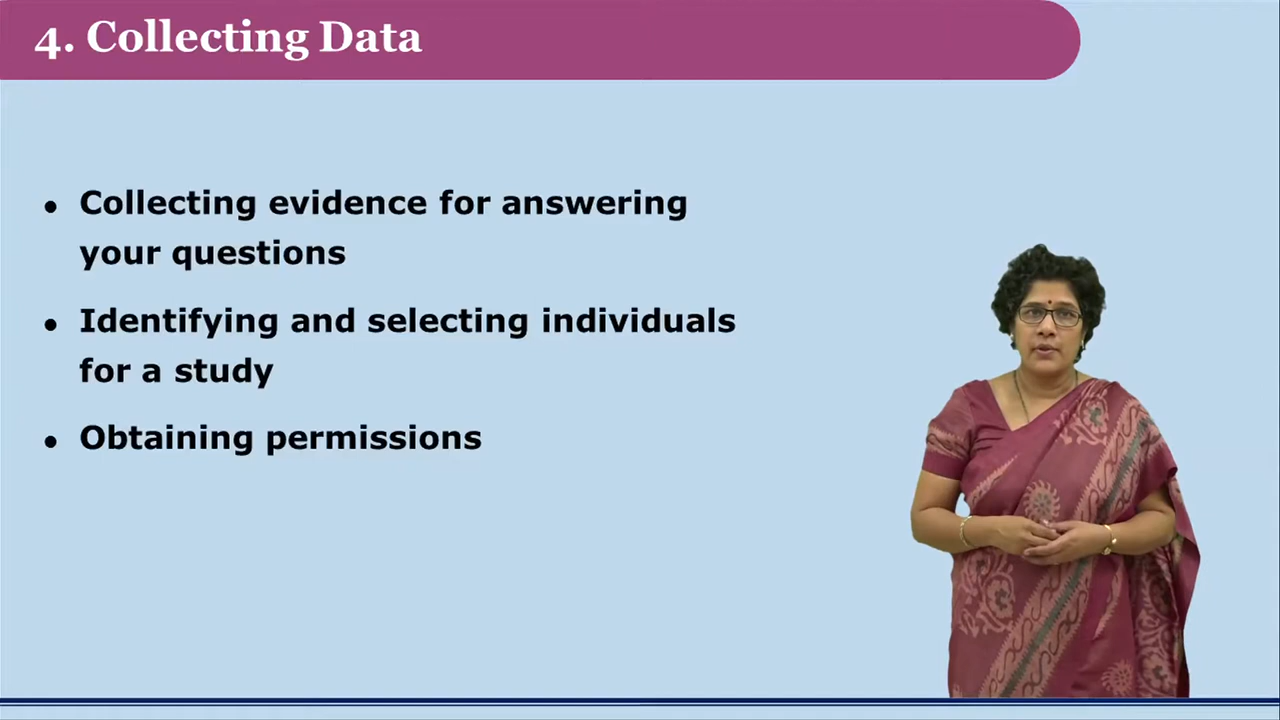 4. Collecting Data
• Collecting evidence for answering
your questions
• Identifying and selecting individuals
for a study
• Obtaining permissions